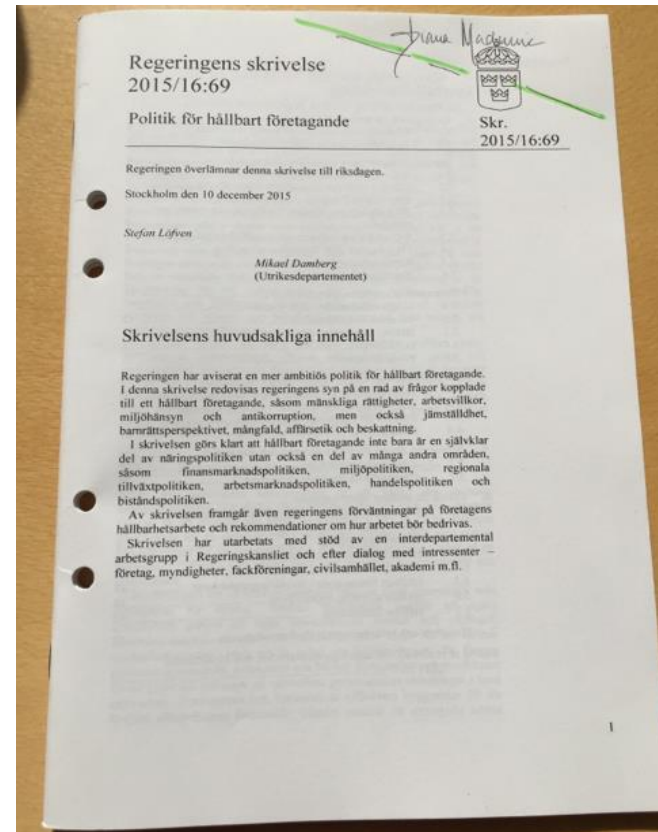 Diana
Regeringens skrivelse
2015/16:69
Politik för hållbart företagande
Skr.
2015/16:69
Regeringen överlämnar denna skrivelse till riksdagen.
Stockholm den 10 december 2015
Stefan Löfven
Mikael Damberg
(Utrikesdepartementet)
Skrivelsens huvudsakliga innehåll
Regeringen har aviserat en mer ambitiös politik för hållbart företagande.
I denna skrivelse redovisas regeringens syn på en rad av frågor kopplade
till ett hållbart företagande, såsom mänskliga rättigheter, arbetsvillkor,
miljöhänsyn och antikorruption, men också jämställdhet,
barnrättsperspektivet, mångfald, affärsetik och beskattning.
I skrivelsen görs klart att hållbart företagande inte bara är en självklar
del av näringspolitiken utan också en del av många andra områden,
såsom finansmarknadspolitiken, miljöpolitiken, regionala
tillväxtpolitiken, arbetsmarknadspolitiken, handelspolitiken och
biståndspolitiken.
Av skrivelsen framgår även regeringens förväntningar på företagens
hållbarhetsarbete och rekommendationer om hur arbetet bör bedrivas.
Skrivelsen har utarbetats med stöd av en interdepartemental
arbetsgrupp i Regeringskansliet och efter dialog med intressenter –
företag, myndigheter, fackföreningar, civilsamhället, akademi m.fl.
1